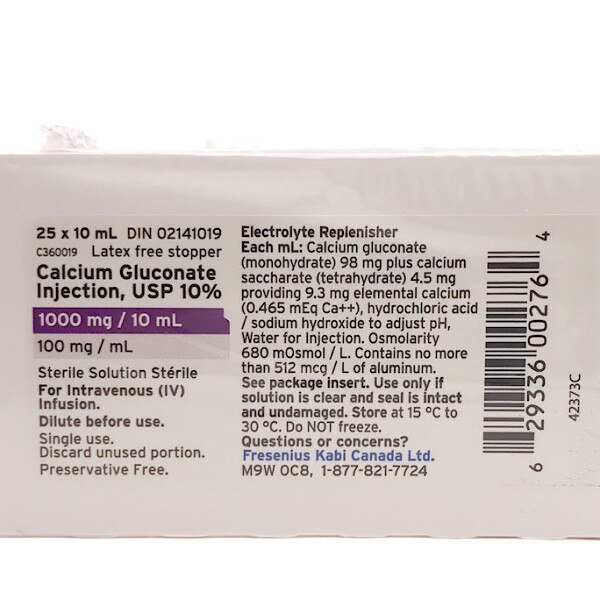 25 x 10 mL DIN 02141019
C360019 Latex free stopper
Calcium Gluconate
Injection, USP 10%
1000 mg / 10 mL
100 mg / mL
Sterile Solution Stérile
For Intravenous (IV)
Infusion.
Dilute before use.
Single use.
Discard unused portion.
Preservative Free.
Electrolyte Replenisher
Each mL: Calcium gluconate
(monohydrate) 98 mg plus calcium
saccharate (tetrahydrate) 4.5 mg
providing 9.3 mg elemental calcium
(0.465 mEq Ca++), hydrochloric acid
/ sodium hydroxide to adjust pH,
Water for Injection. Osmolarity
680 mOsmol / L. Contains no more
than 512 mcg / L of aluminum.
See package insert. Use only if
solution is clear and seal is intact
and undamaged. Store at 15 °C to
30 °C. Do NOT freeze.
Questions or concerns?
Fresenius Kabi Canada Ltd.
M9W 0C8, 1-877-821-7724
6 29336 00276 4
42373C